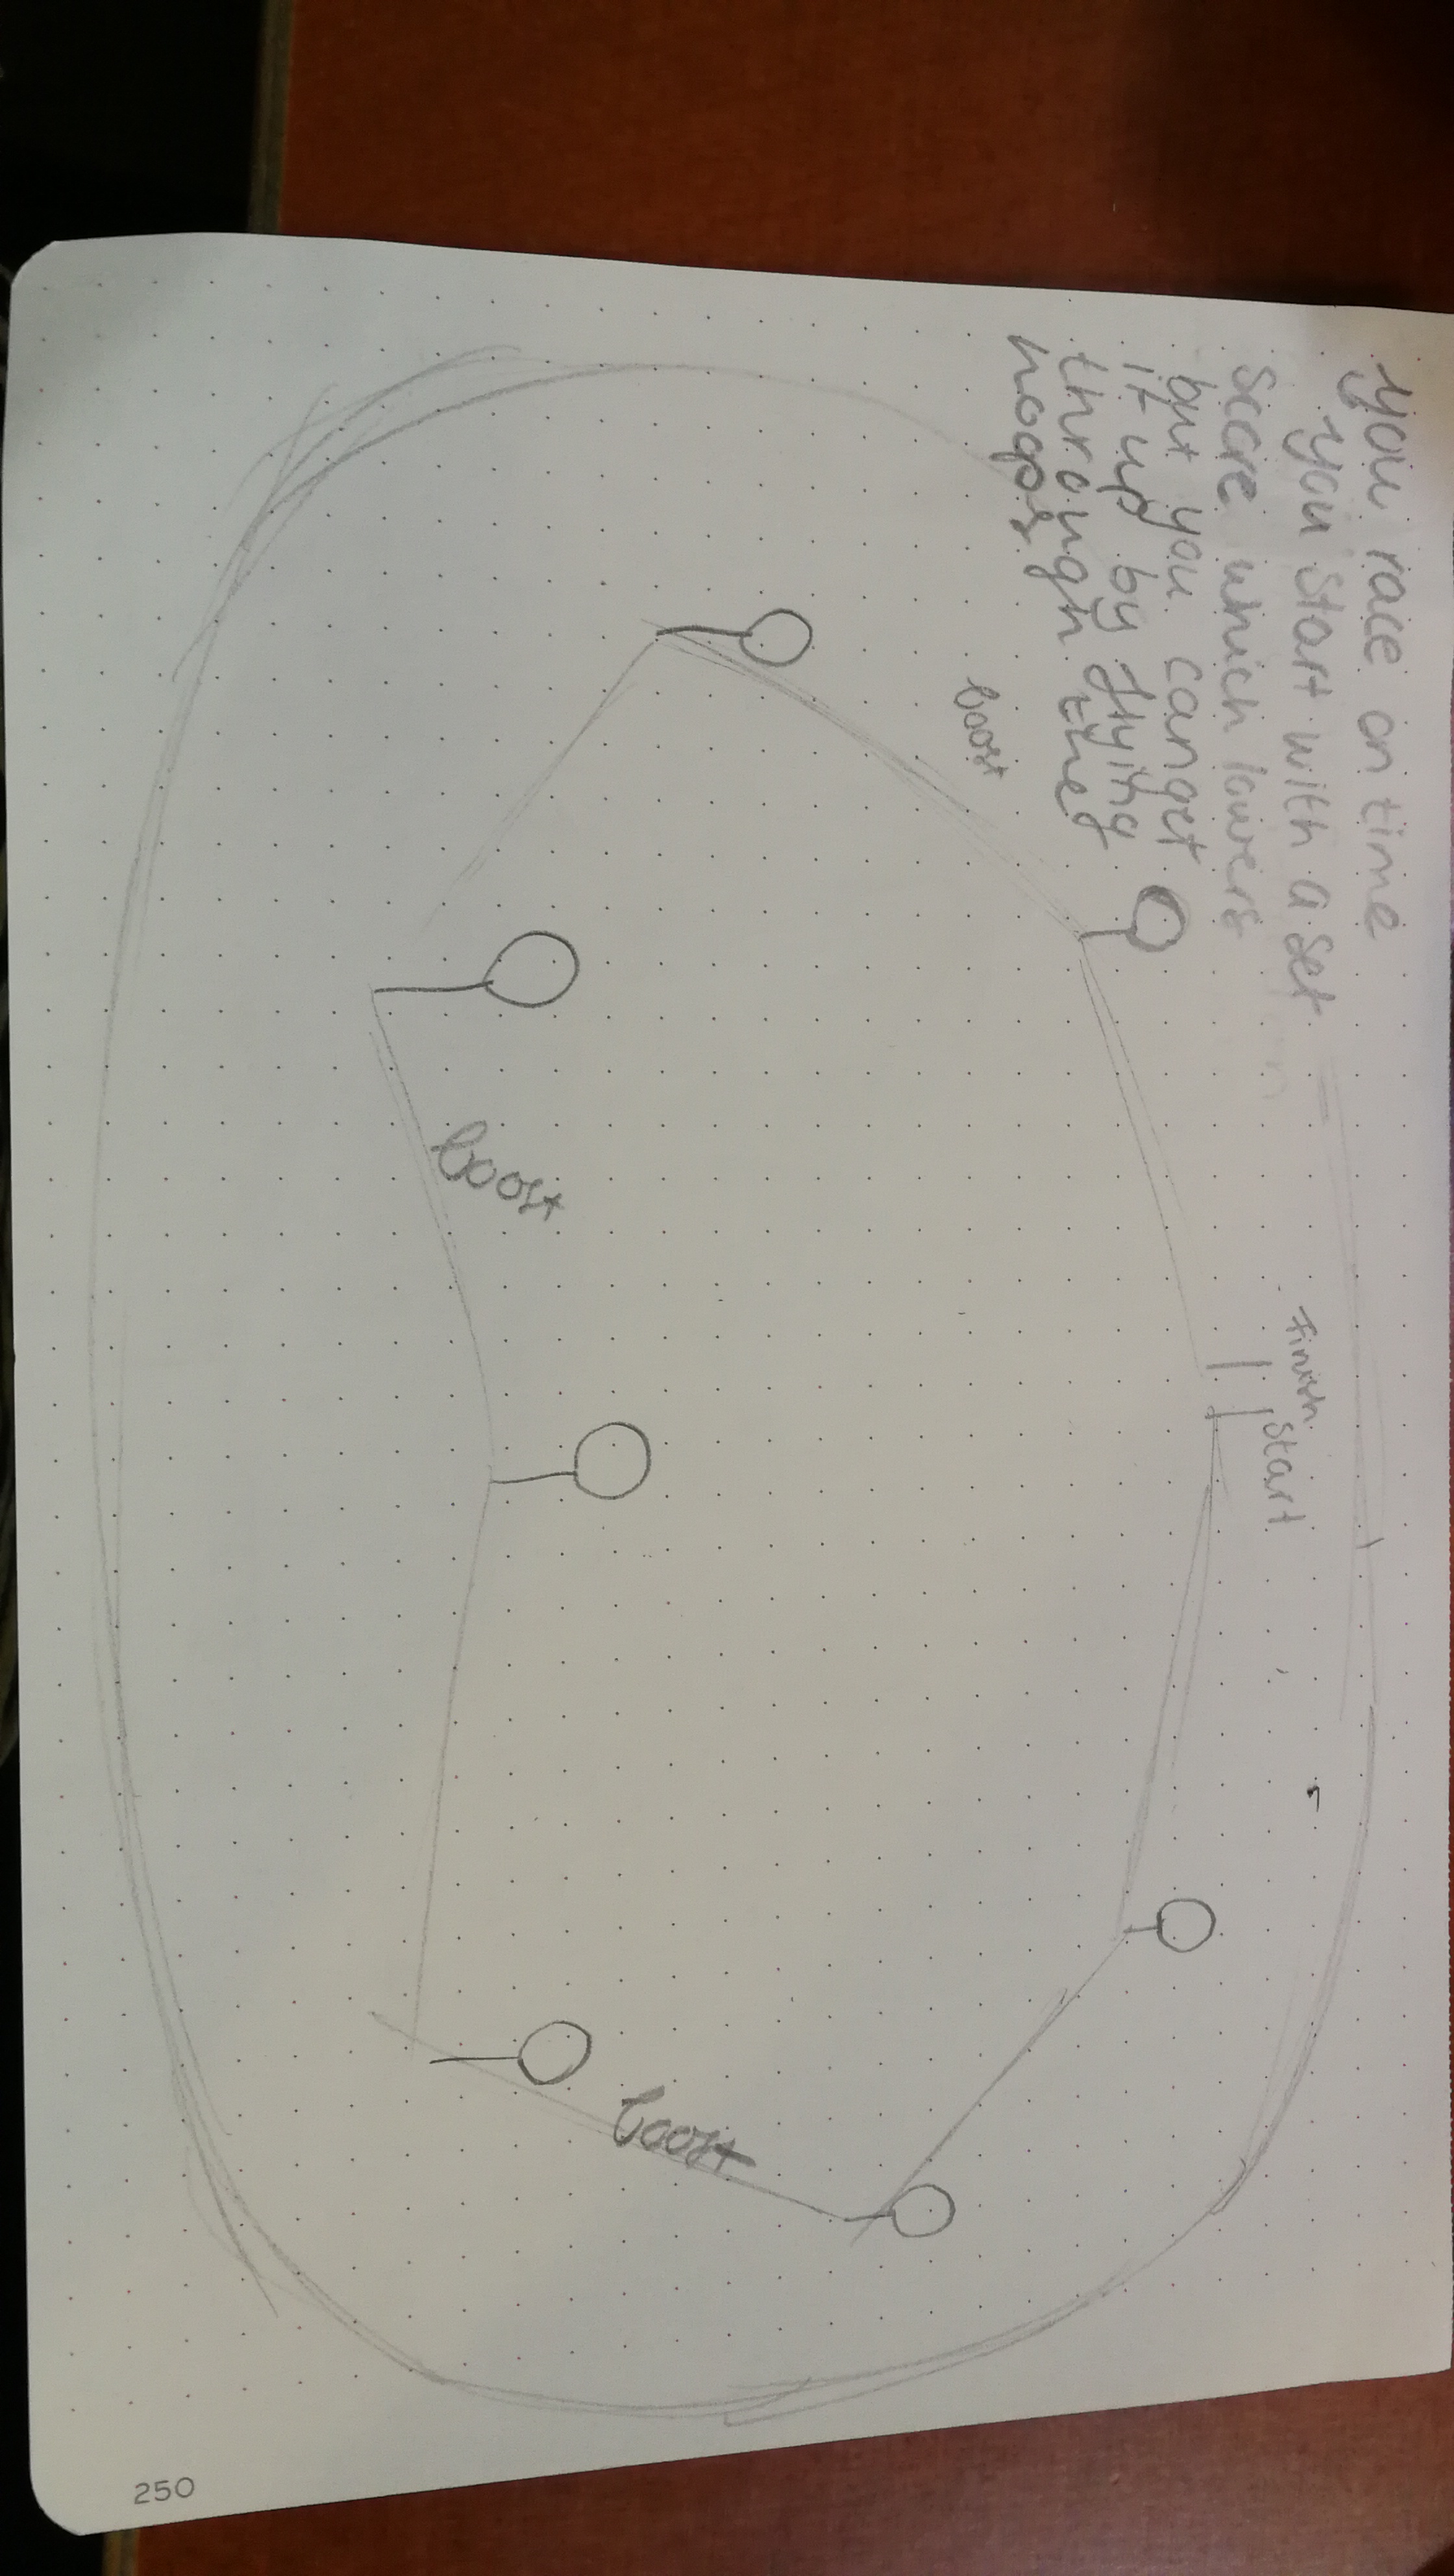 you race on time
you start with a set
score which lowers
but you can get
it up by flying
through the
hoops
boost
Finish
Start
boost
boost
250